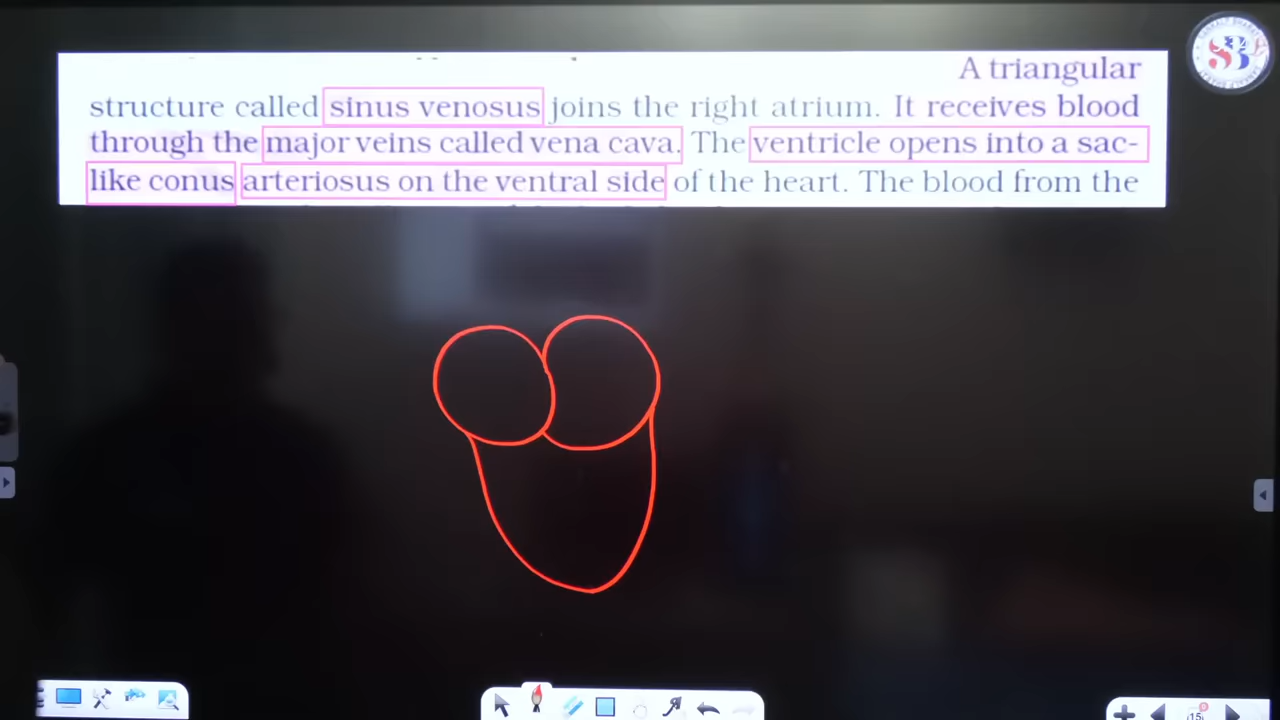 A triangular
structure called sinus venosus joins the right atrium. It receives blood
through the major veins called vena cava. The ventricle opens into a sac-
like conus arteriosus on the ventral side of the heart. The blood from the
SB
15